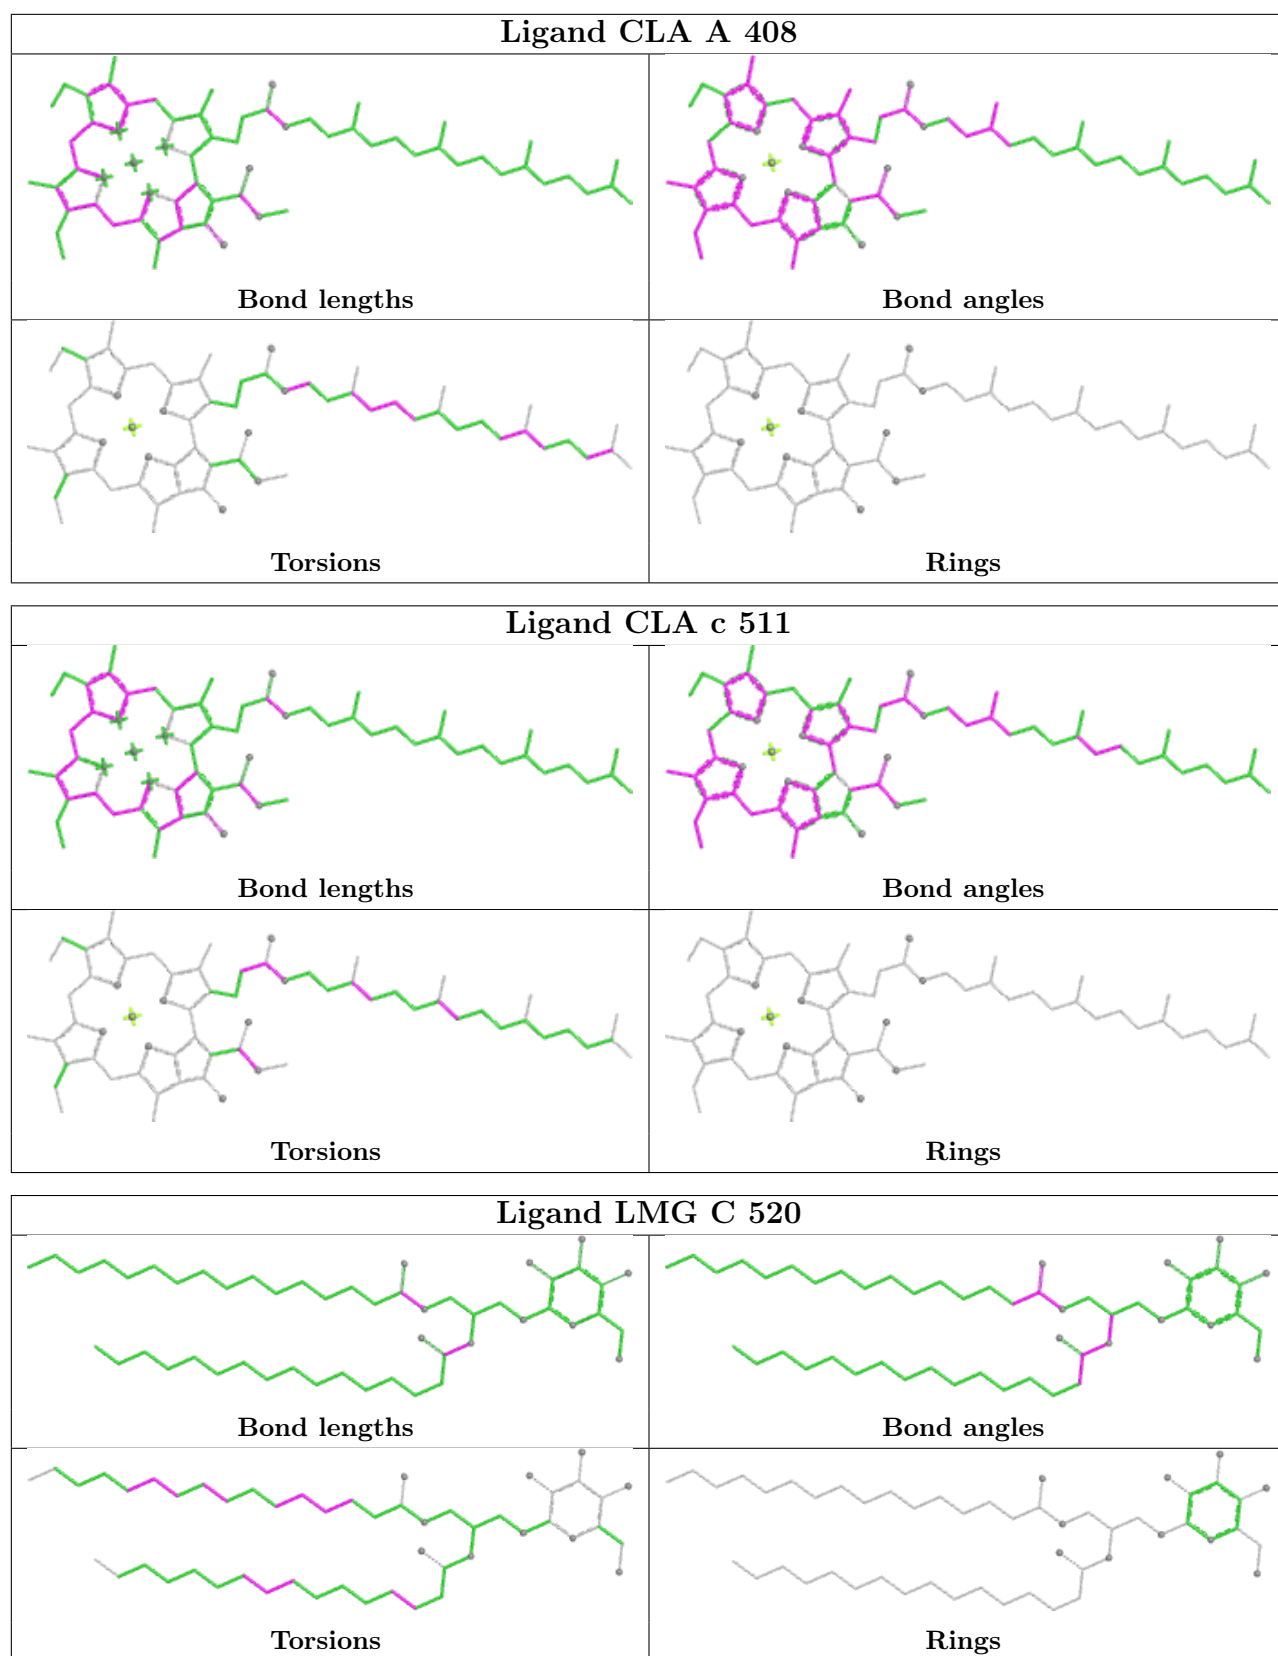 Ligand CLA A 408
Bond lengths
Bond angles
Torsions
Rings
Ligand CLA c 511
Bond lengths
Bond angles
Torsions
Rings
Ligand LMG C 520
Bond lengths
Bond angles
Torsions
Rings